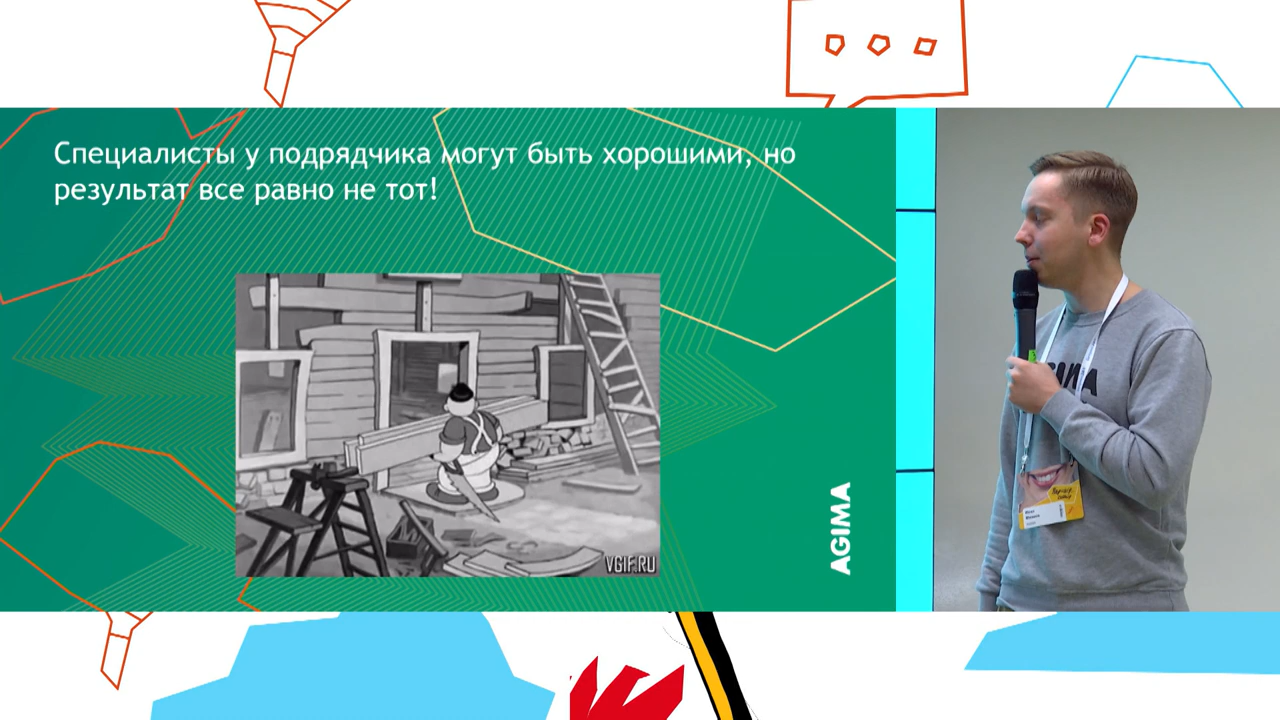 Специалисты у подрядчика могут быть хорошими, но
результат все равно не тот!
VGIF.RU
AGIMA